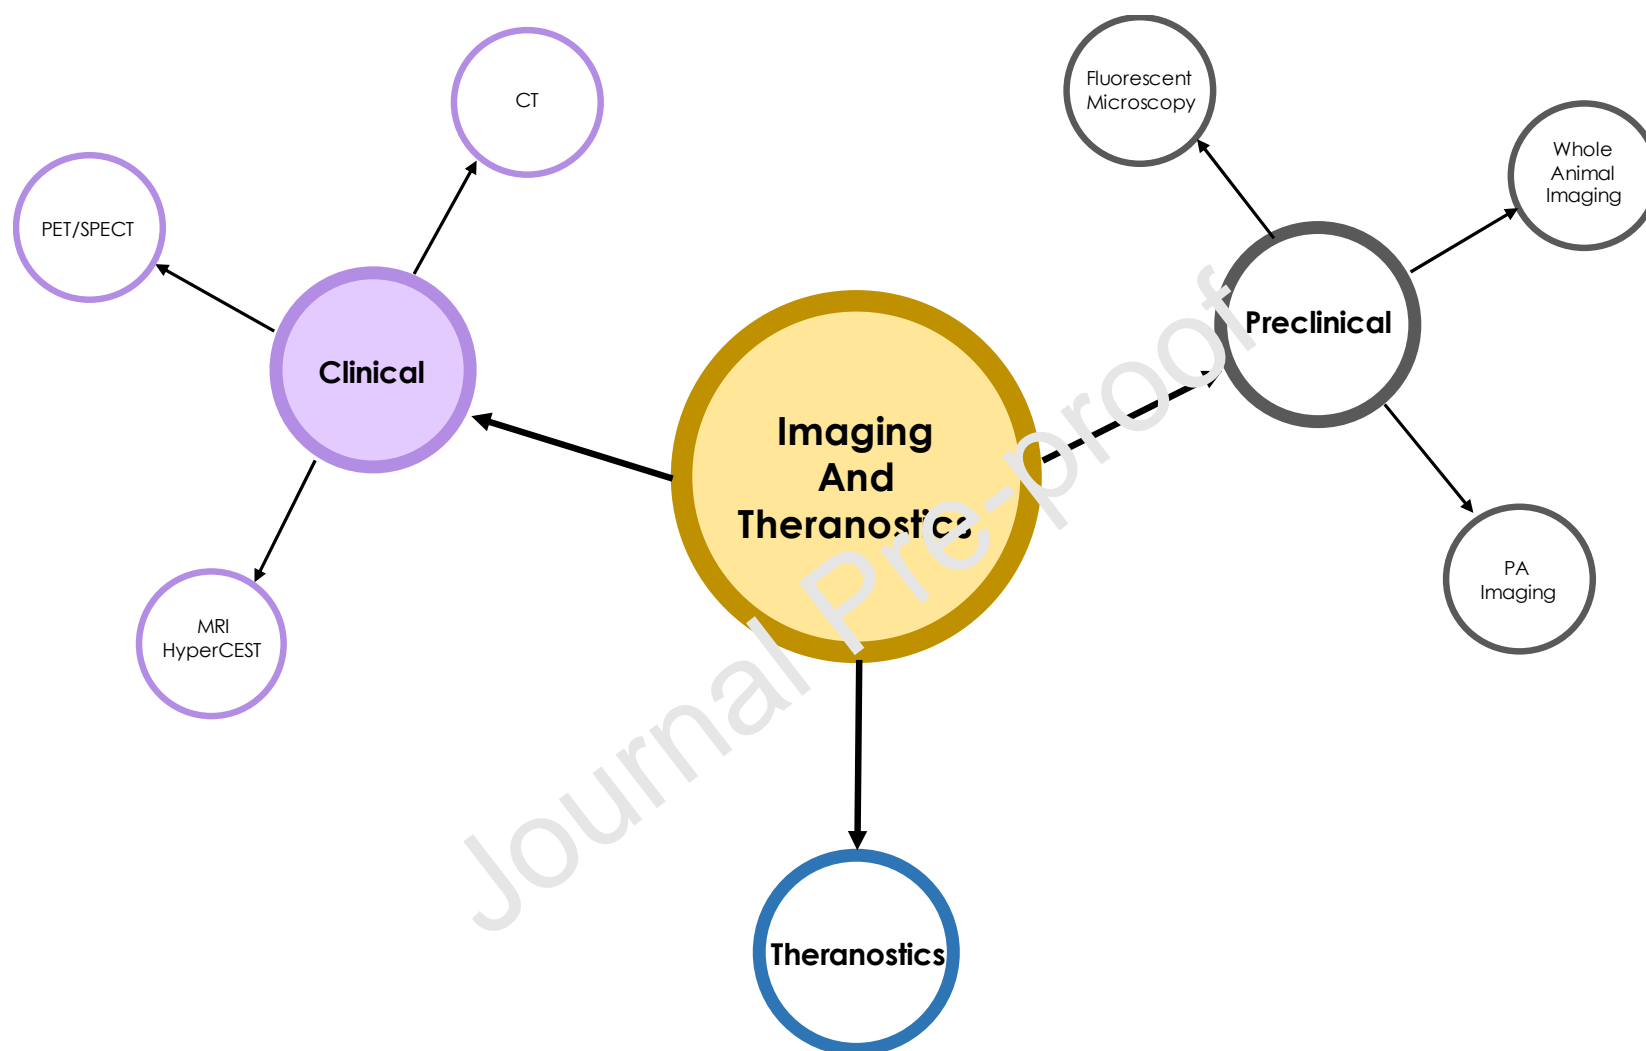 CT
PET/SPECT
Clinical
MRI
HyperCEST
Imaging
And
Theranostics
Fluorescent
Microscopy
Whole
Animal
Imaging
Preclinical
PA
Imaging
Theranostics
Journal Pre-proof